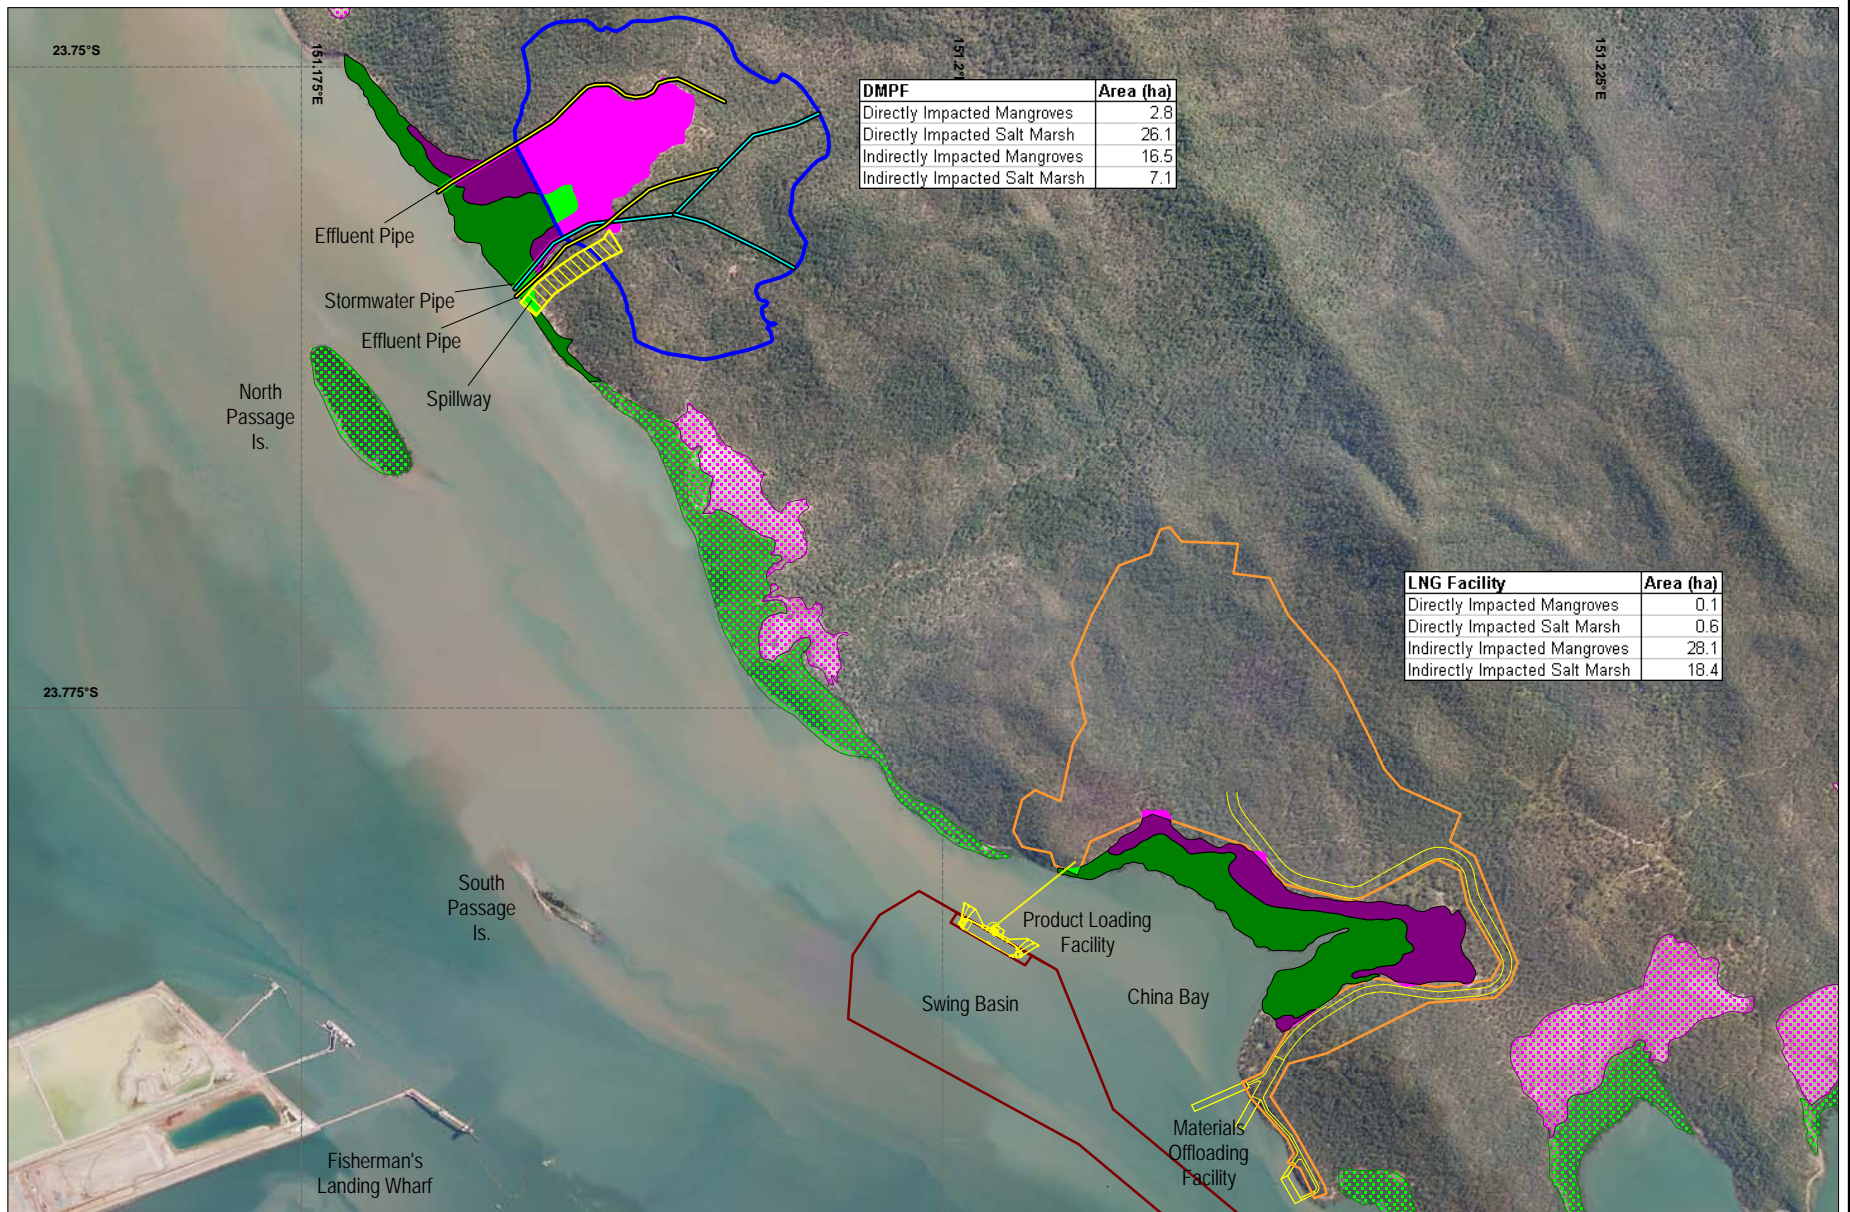 23.75°S
151.175°E
151.2°
151.225°E
DMPF Area (ha)
Directly Impacted Mangroves 2.8
Directly Impacted Salt Marsh 26.1
Indirectly Impacted Mangroves 16.5
Indirectly Impacted Salt Marsh 7.1
Effluent Pipe
Stormwater Pipe
Effluent Pipe
Spillway
North
Passage
Is.
LNG Facility Area (ha)
Directly Impacted Mangroves 0.1
Directly Impacted Salt Marsh 0.6
Indirectly Impacted Mangroves 28.1
Indirectly Impacted Salt Marsh 18.4
23.775°S
South
Passage
Is.
Product Loading
Facility
Swing Basin
China Bay
Materials
Offloading
Facility
Fisherman's
Landing Wharf